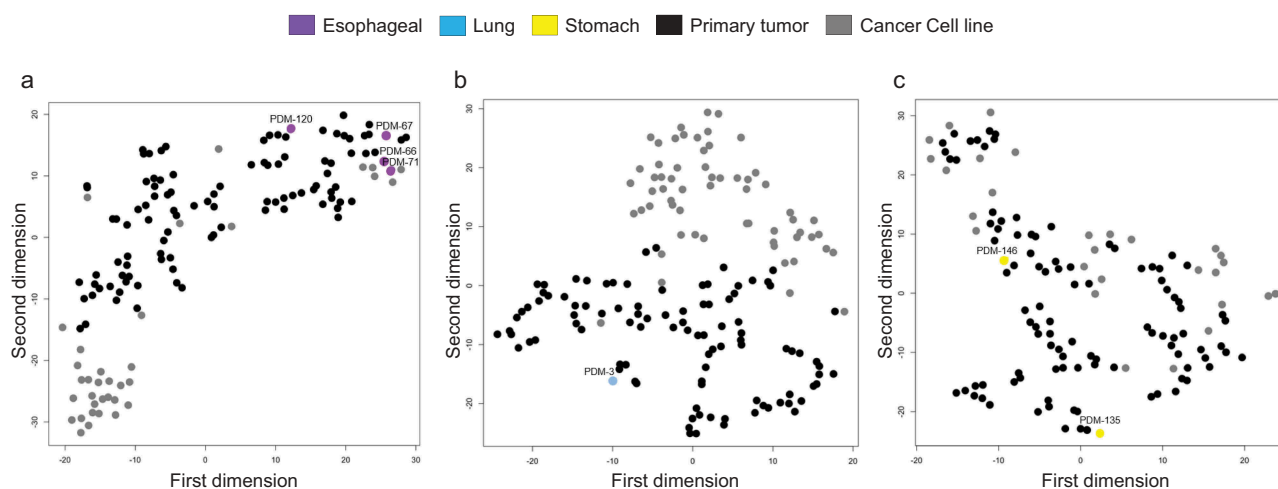 Esophageal Lung Stomach Primary tumor Cancer Cell line
a
b
c
Second dimension
20
10
0
-10
-20
-30
PDM-120
PDM-67
PDM-66
PDM-71
-20 -10 0 10 20 30
First dimension
Second dimension
30
20
10
0
-10
-20
PDM-3
-20 -10 0 10 20
First dimension
Second dimension
30
20
10
0
-10
-20
PDM-146
PDM-135
-10 0 10 20
First dimension